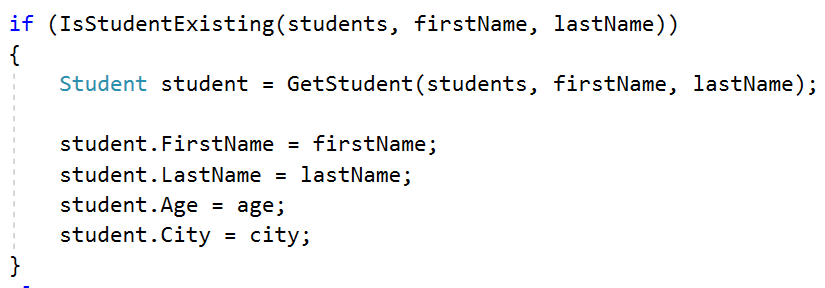 if (IsStudentExisting(students, firstName, lastName))
{
Student student = GetStudent(students, firstName, lastName);
student.FirstName = firstName;
student.LastName = lastName;
student.Age = age;
student.City = city;
}